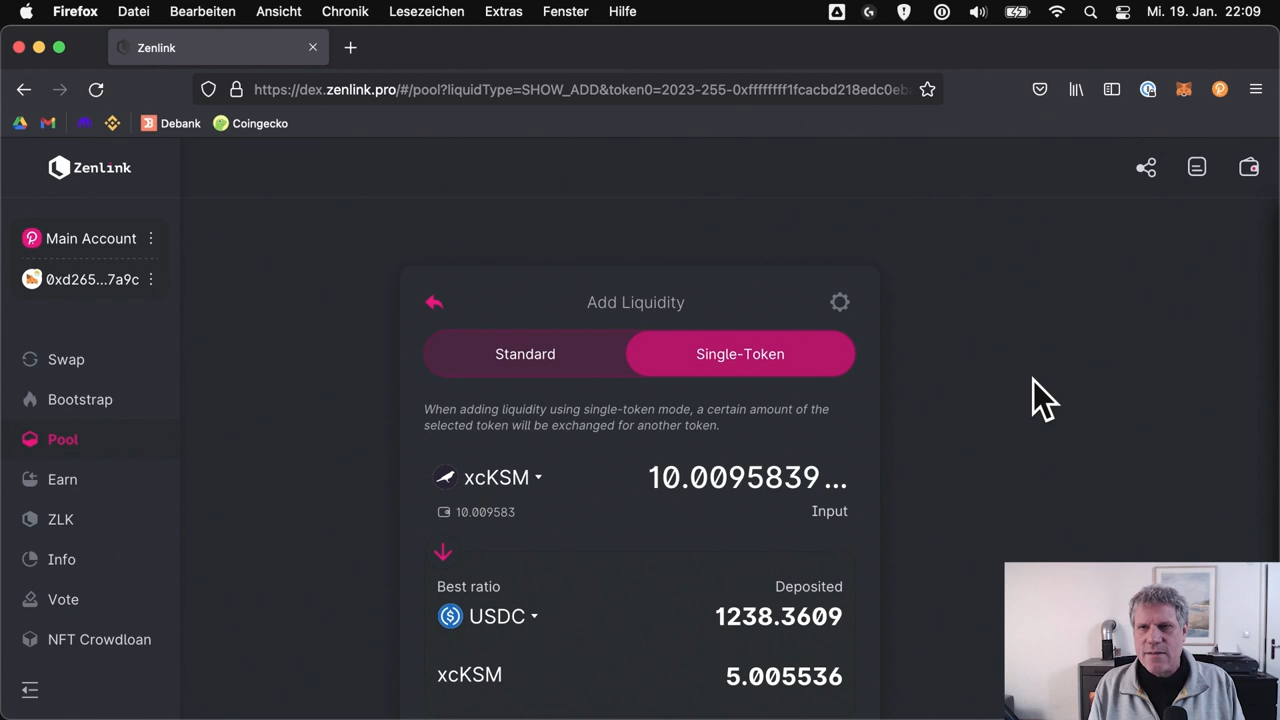 Firefox Datei Bearbeiten Ansicht Chronik Lesezeichen Extras Fenster Hilfe Mi. 19. Jan. 22:09
Zenlink
https://dex.zenlink.pro/#/pool?liquidType=SHOW_ADD&token0=2023-255-0xffffffff1fcacbd218edc0eb
Debank Coingecko
Zenlink
Main Account
0xd265...7a9c
Swap
Bootstrap
Pool
Earn
ZLK
Info
Vote
NFT Crowdloan
Add Liquidity
Standard Single-Token
When adding liquidity using single-token mode, a certain amount of the
selected token will be exchanged for another token.
xcKSM 10.0095839...
10.009583 Input
Best ratio Deposited
USDC 1238.3609
xcKSM 5.005536